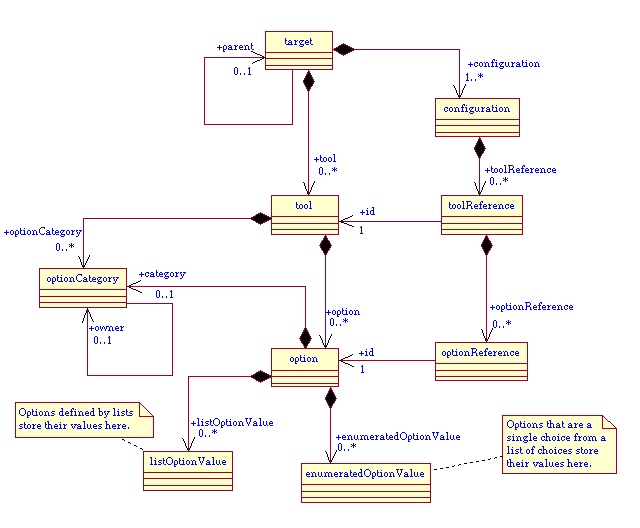 target
+parent
0..1
+configuration
1..*
configuration
+tool
0..*
+toolReference
0..*
tool
toolReference
+id
1
+optionCategory
0..*
optionCategory
+category
0..1
+owner
0..1
+option
0..*
+optionReference
0..*
option
+id
1
optionReference
Options defined by lists
store their values here.
+listOptionValue
0..*
+enumeratedOptionValue
0..*
Options that are a
single choice from a
list of choices store
their values here.
listOptionValue
enumeratedOptionValue